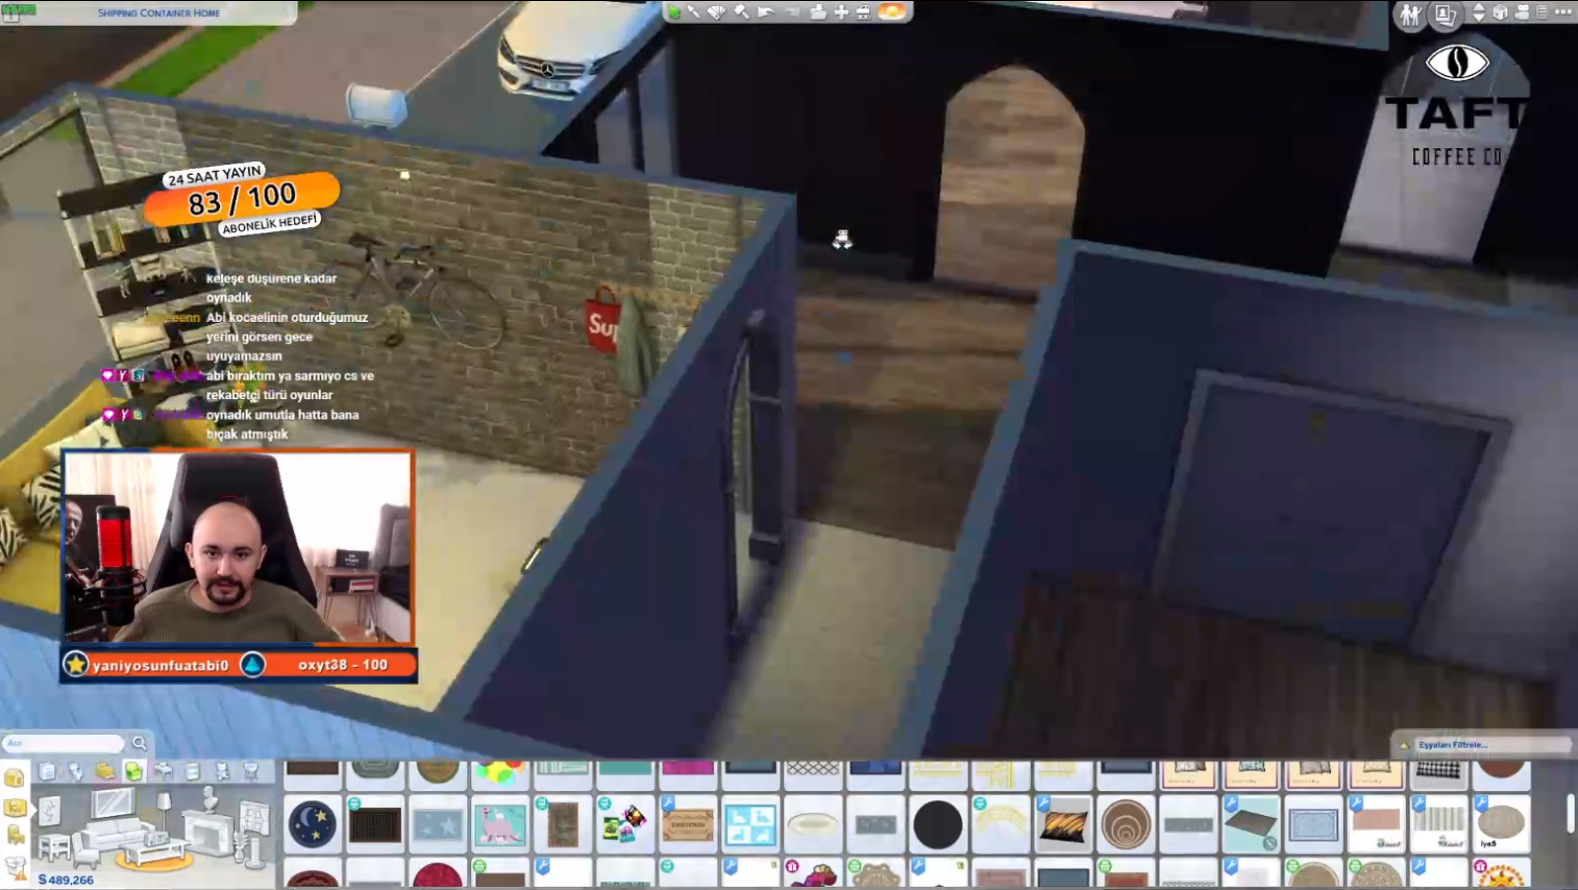 SHIPPING CONTAINER HOME
TAFT
COFFEE CO
24 SAAT YAYIN
83 / 100
ABONELİK HEDEFİ
Sup
keleşe düşürene kadar
oynadık
Abi kocaelinin oturduğumuz
yerini görsen gece
uyuyamazsın
abi bıraktım ya sarmıyo cs ve
rekabetçi türü oyunlar
oynadık umutla hatta bana
bıçak atmıştık
yaniyosunfuatabi0
oxyt38 - 100
Ara
Eşyaları Filtrele...
§489,266